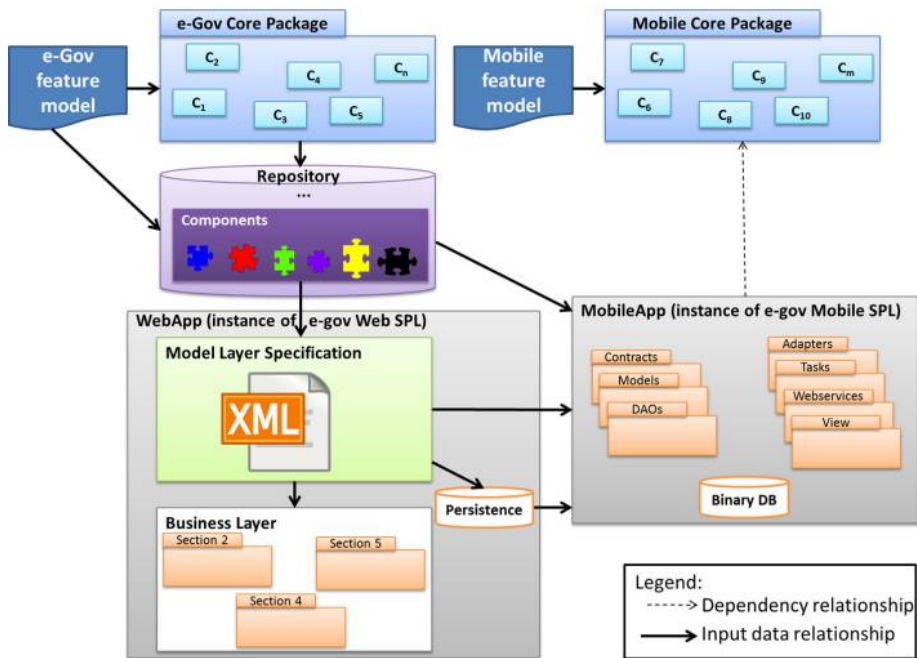 e-Gov Core Package
Mobile Core Package
e-Gov
feature
model
C2
C4
Cn
C1
C3
C5
Mobile
feature
model
C7
C9
Cm
C6
C8
C10
Repository
...
Components
WebApp (instance of e-gov Web SPL)
Model Layer Specification
XML
Persistence
Business Layer
Section 2
Section 5
Section 4
MobileApp (instance of e-gov Mobile SPL)
Contracts
Models
DAOs
Adapters
Tasks
Webservices
View
Binary DB
Legend:
Dependency relationship
Input data relationship